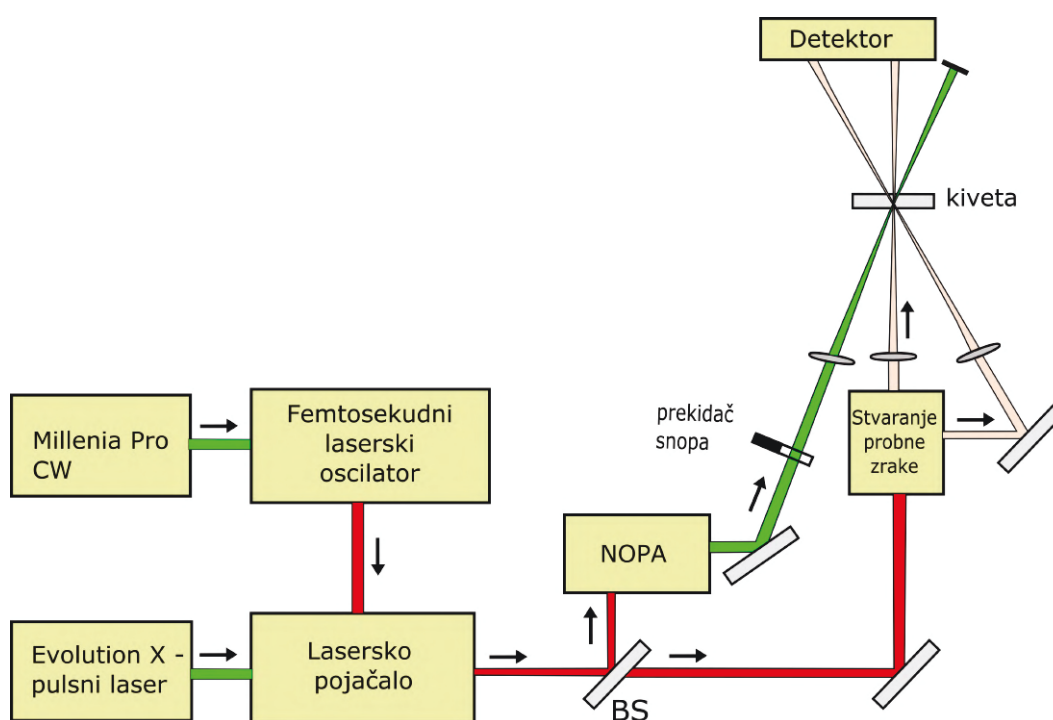 Detektor
kiveta
Millenia Pro
CW
Femtosekudni
laserski
oscilator
prekidač
snopa
Stvaranje
probne
zrake
NOPA
Evolution X -
pulsni laser
Lasersko
pojačalo
BS